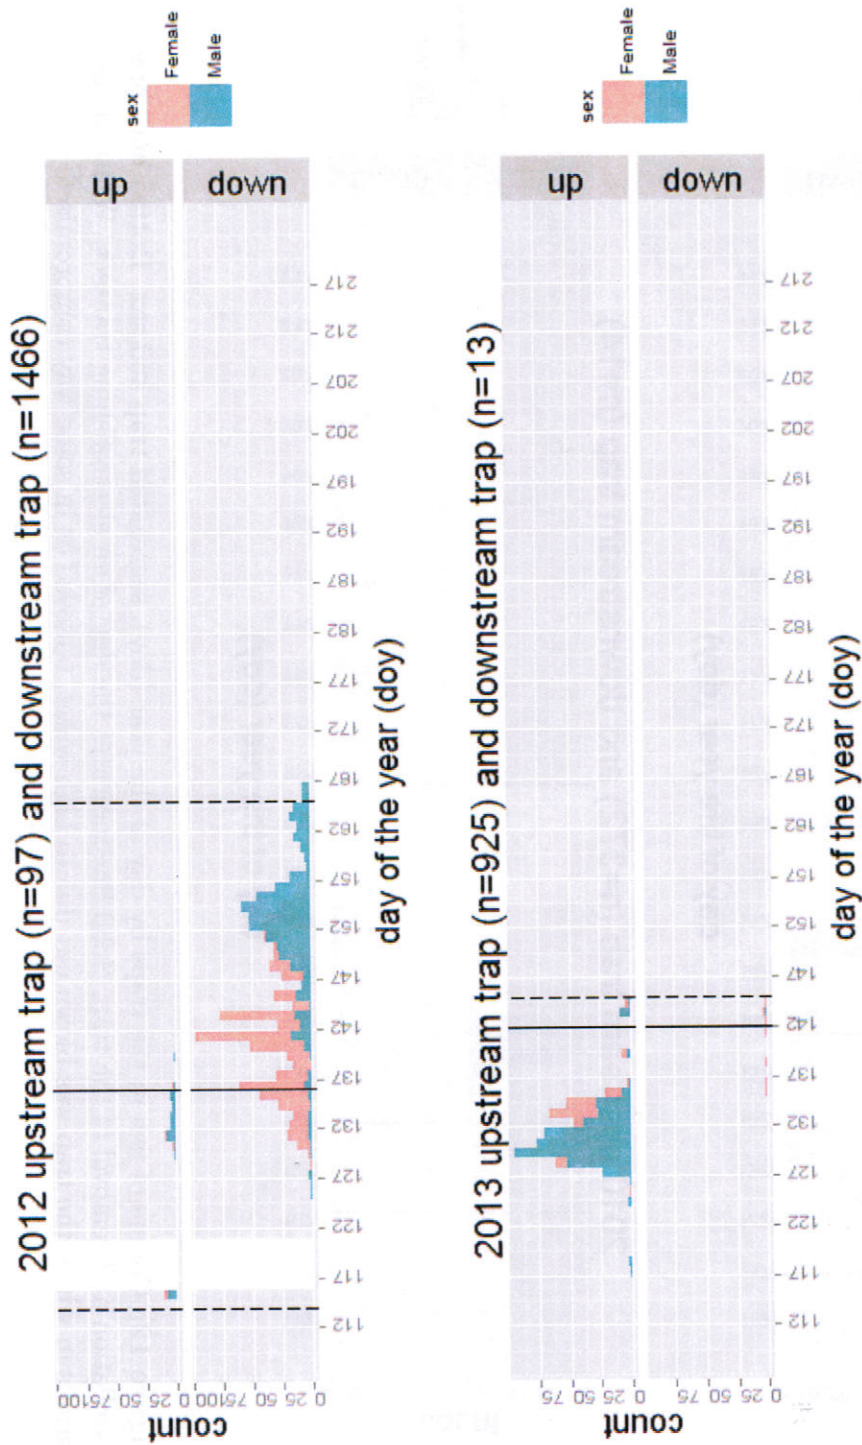 2012 upstream trap (n=97) and downstream trap (n=1466)
count
0 25 50 75100
up
0 25 50 75100
down
112 117 122 127 132 137 142 147 152 157 162 167 172 177 182 187 192 197 202 207 212 217
day of the year (doy)
sex
Female
Male
2013 upstream trap (n=925) and downstream trap (n=13)
count
0 25 50 75
up
0 25 50 75
down
112 117 122 127 132 137 142 147 152 157 162 167 172 177 182 187 192 197 202 207 212 217
day of the year (doy)
sex
Female
Male